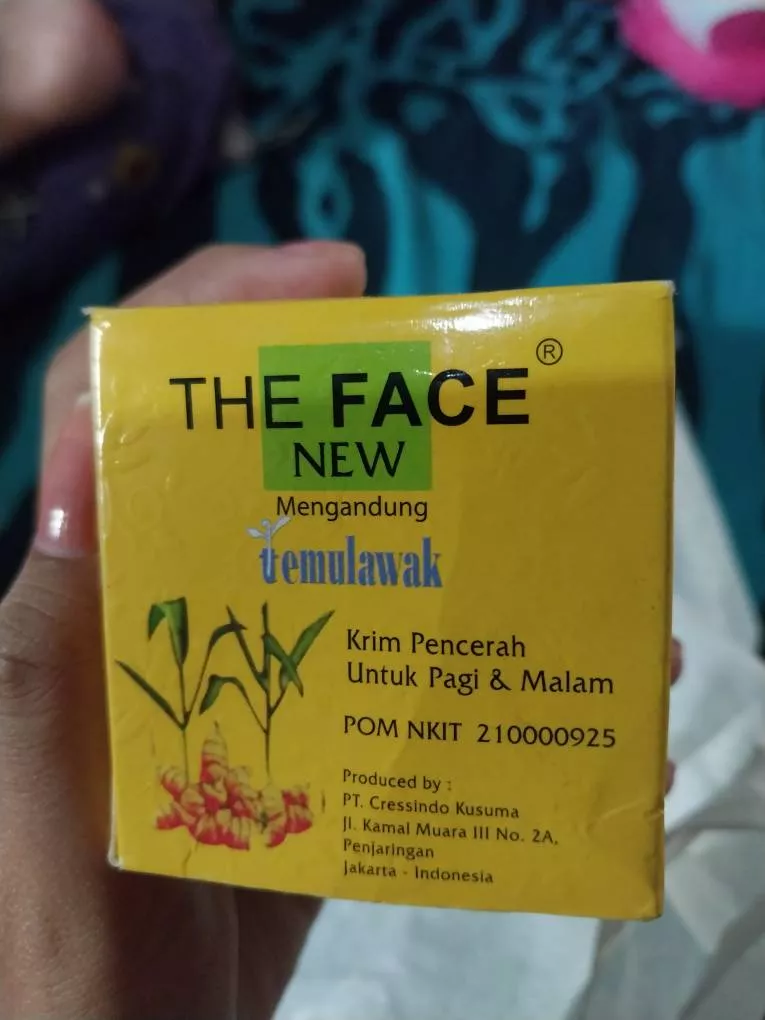 THE FACE®
NEW
Mengandung
temulawak
Krim Pencerah
Untuk Pagi & Malam
POM NKIT 210000925
Produced by :
PT. Cressindo Kusuma
Jl. Kamal Muara III No. 2A,
Penjaringan
Jakarta - Indonesia